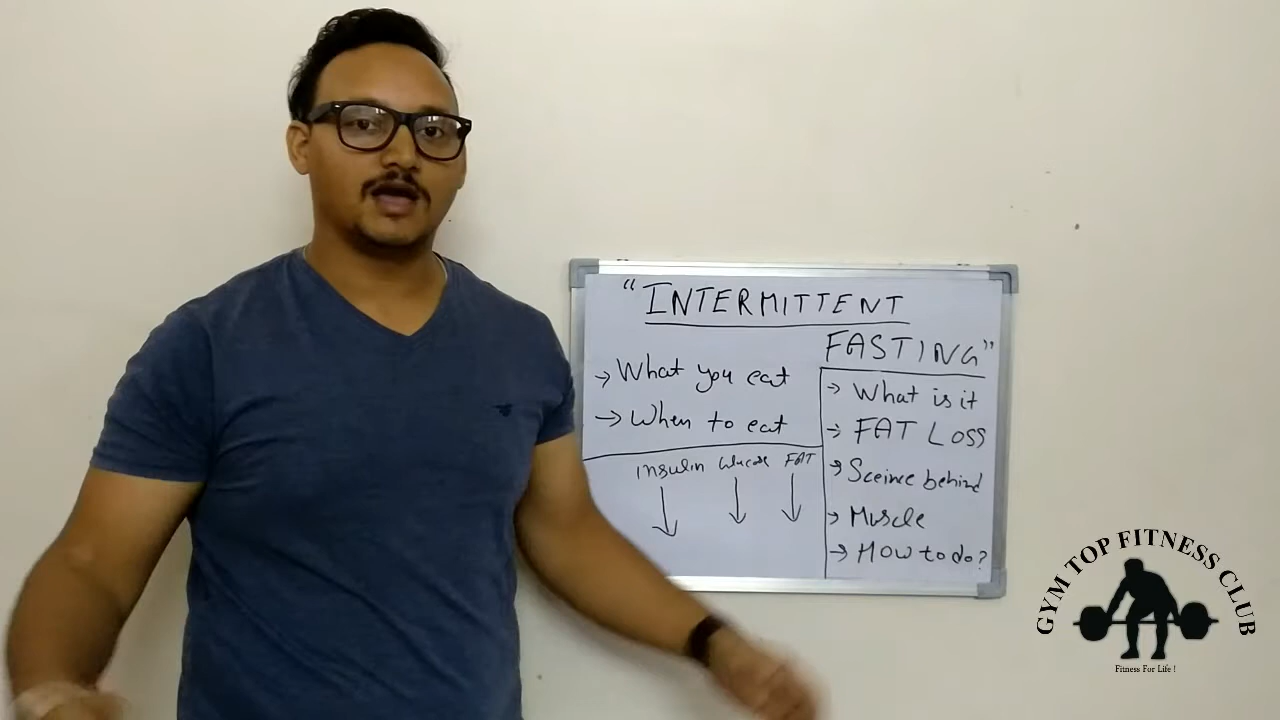 "INTERMITTENT
FASTING"
→ What you eat
→ When to eat
Insulin Glucose FAT
→ What is it
→ FAT Loss
→ Sceince behind
→ Muscle
→ How to do?
GYM TOP FITNESS CLUB
Fitness For Life !